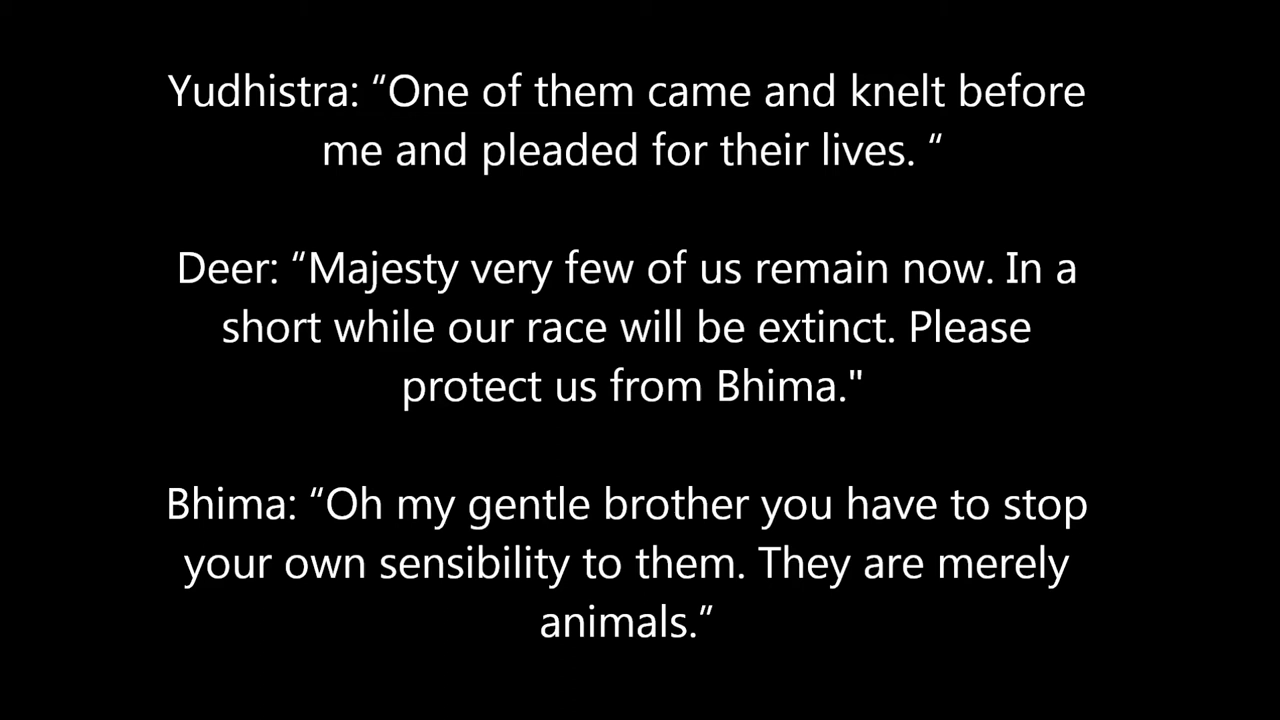 Yudhistra: “One of them came and knelt before
me and pleaded for their lives. “
Deer: “Majesty very few of us remain now. In a
short while our race will be extinct. Please
protect us from Bhima."
Bhima: “Oh my gentle brother you have to stop
your own sensibility to them. They are merely
animals.”